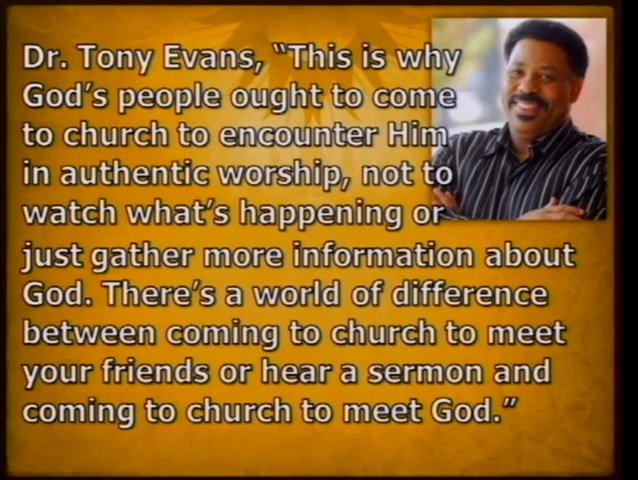 Dr. Tony Evans, “This is why
God’s people ought to come
to church to encounter Him
in authentic worship, not to
watch what’s happening or
just gather more information about
God. There’s a world of difference
between coming to church to meet
your friends or hear a sermon and
coming to church to meet God.”